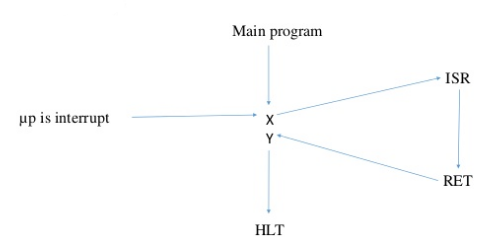 Main program
ISR
µp is interrupt
X
Y
RET
HLT